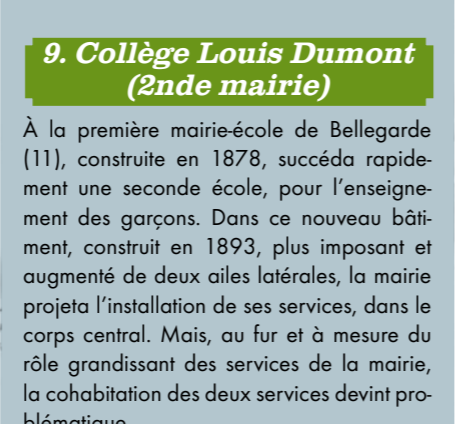 9. Collège Louis Dumont
(2nde mairie)
À la première mairie-école de Bellegarde
(11), construite en 1878, succéda rapide-
ment une seconde école, pour l'enseigne-
ment des garçons. Dans ce nouveau bâti-
ment, construit en 1893, plus imposant et
augmenté de deux ailes latérales, la mairie
projeta l'installation de ses services, dans le
corps central. Mais, au fur et à mesure du
rôle grandissant des services de la mairie,
la cohabitation des deux services devint pro-
blématique